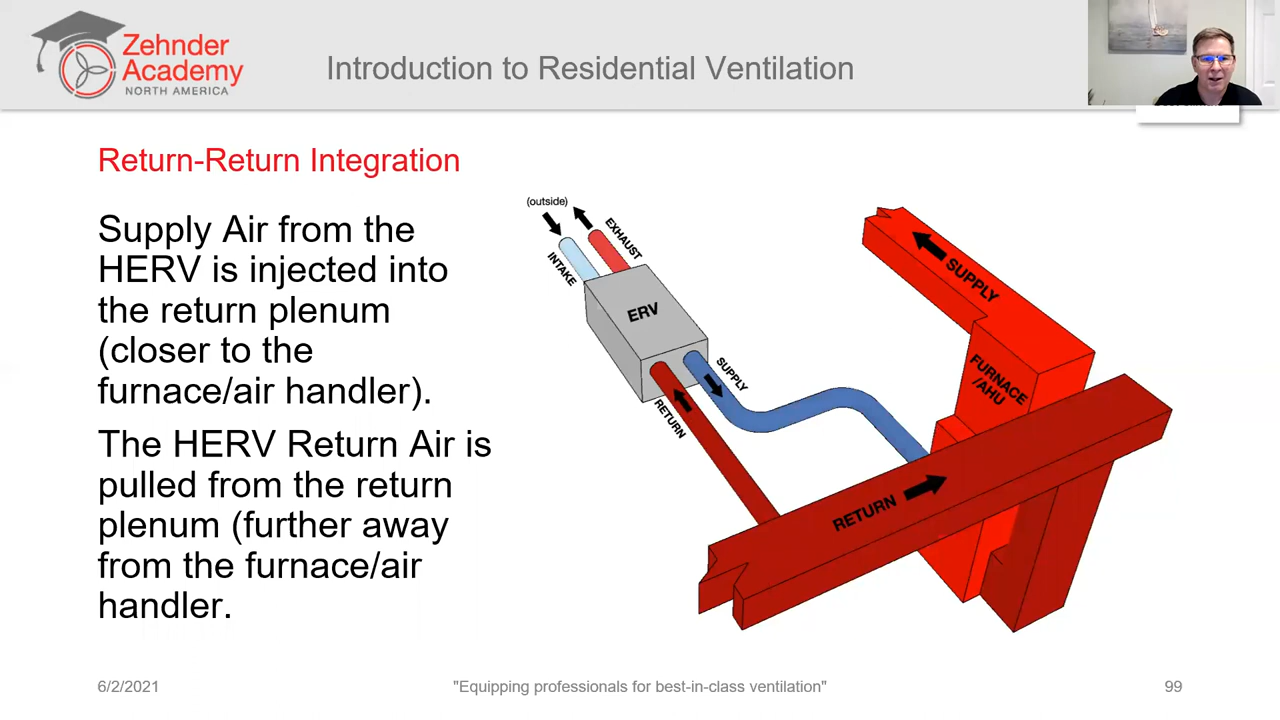 Zehnder
Academy
NORTH AMERICA
Introduction to Residential Ventilation
Return-Return Integration
Supply Air from the
HERV is injected into
the return plenum
(closer to the
furnace/air handler).
The HERV Return Air is
pulled from the return
plenum (further away
from the furnace/air
handler.
(outside)
EXHAUST
INTAKE
ERV
SUPPLY
RETURN
SUPPLY
FURNACE
/AHU
RETURN
6/2/2021
"Equipping professionals for best-in-class ventilation"
99